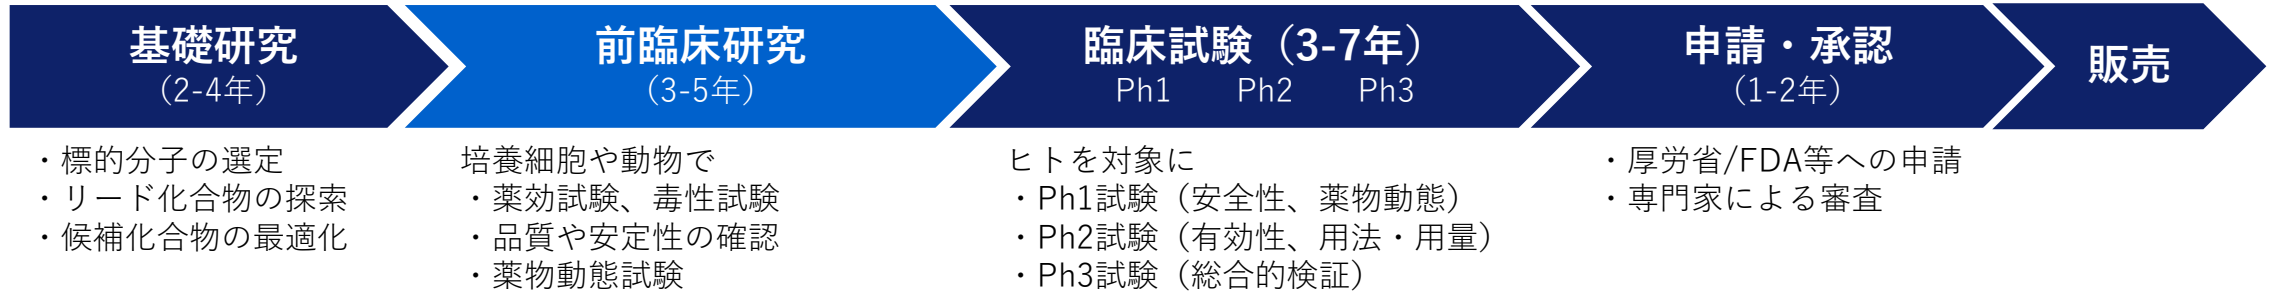 基礎研究
（2-4年）
・標的分子の選定
・リード化合物の探索
・候補化合物の最適化
前臨床研究
（3-5年）
培養細胞や動物で
・薬効試験、毒性試験
・品質や安定性の確認
・薬物動態試験
臨床試験（3-7年）
Ph1 Ph2 Ph3
ヒトを対象に
・Ph1試験（安全性、薬物動態）
・Ph2試験（有効性、用法・用量）
・Ph3試験（総合的検証）
申請・承認
（1-2年）
・厚労省/FDA等への申請
・専門家による審査
販売